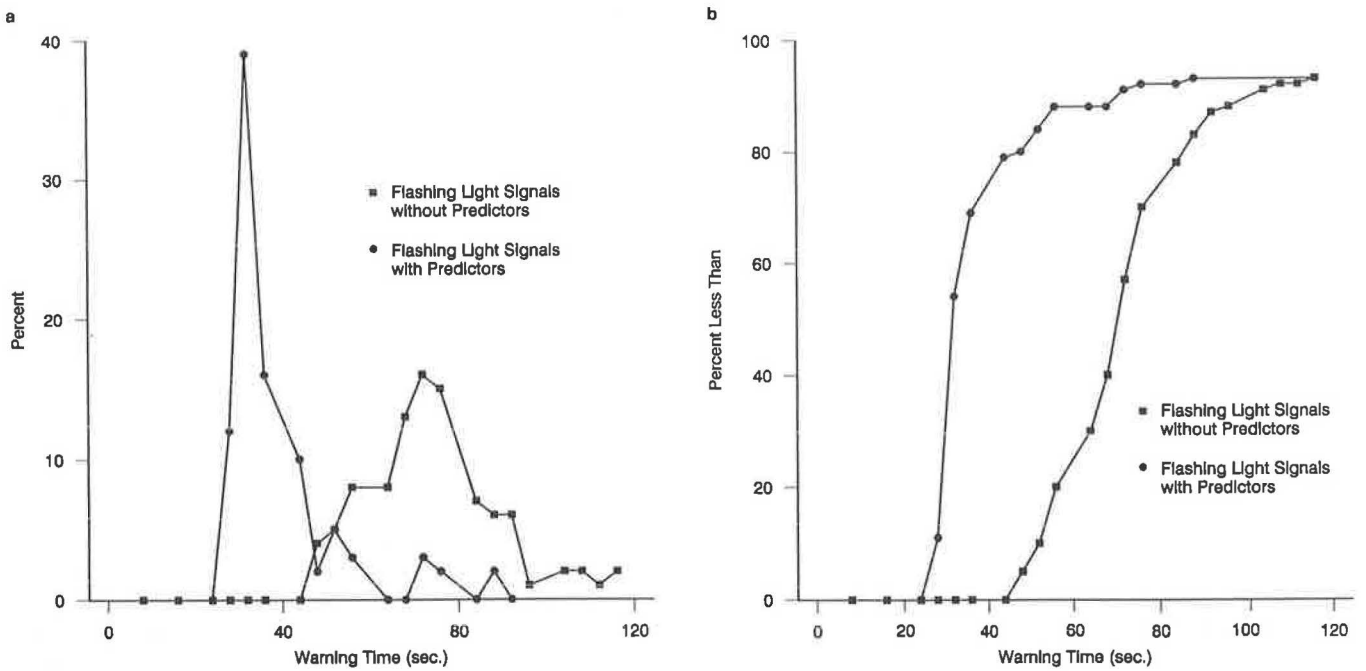 a
40
30
20
10
0
Percent
Flashing Light Signals
without Predictors
Flashing Light Signals
with Predictors
0
40
80
120
Warning Time (sec.)
b
100
80
60
40
20
0
Percent Less Than
Flashing Light Signals
without Predictors
Flashing Light Signals
with Predictors
0
20
40
60
80
100
120
Warning Time (sec.)